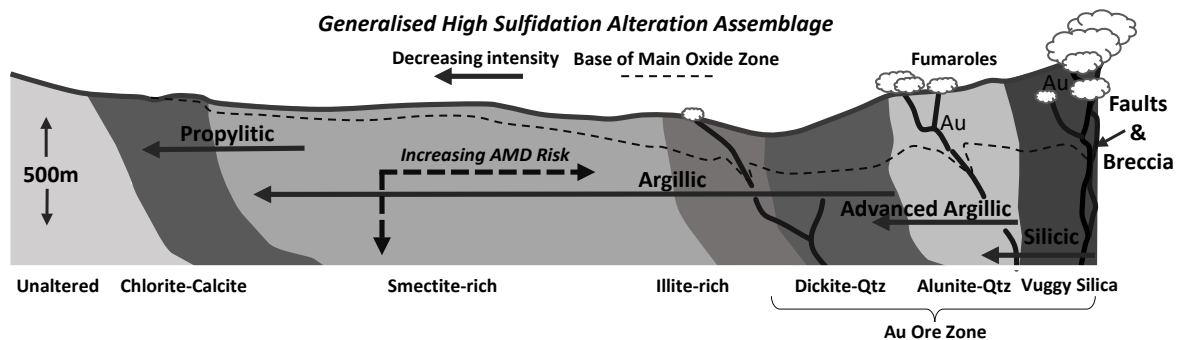 Generalised High Sulfidation Alteration Assemblage
Decreasing intensity
Base of Main Oxide Zone
Fumaroles
Au
Au
Faults
&
Breccia
Propylitic
500m
Increasing AMD Risk
Argillic
Advanced Argillic
Silicic
Unaltered
Chlorite-Calcite
Smectite-rich
Illite-rich
Dickite-Qtz
Alunite-Qtz
Vuggy Silica
Au Ore Zone